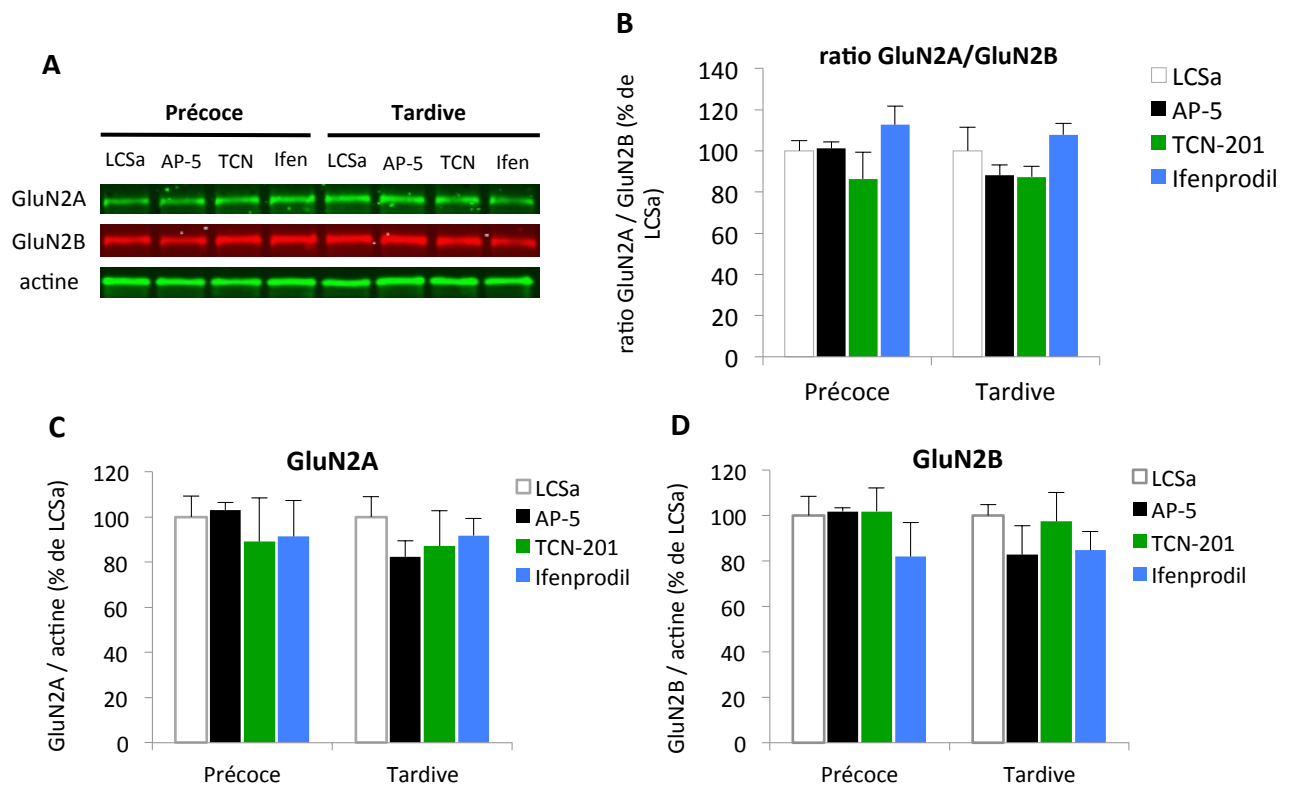 A
Précoce Tardive
LCSa AP-5 TCN Ifen LCSa AP-5 TCN Ifen
GluN2A
GluN2B
actine
B
ratio GluN2A/GluN2B
ratio GluN2A / GluN2B (% de
LCSa)
140
120
100
80
60
40
20
0
Précoce Tardive
LCSa
AP-5
TCN-201
Ifenprodil
C
GluN2A
GluN2A / actine (% de LCSa)
120
100
80
60
40
20
0
Précoce Tardive
LCSa
AP-5
TCN-201
Ifenprodil
D
GluN2B
GluN2B / actine (% de LCSa)
120
100
80
60
40
20
0
Précoce Tardive
LCSa
AP-5
TCN-201
Ifenprodil